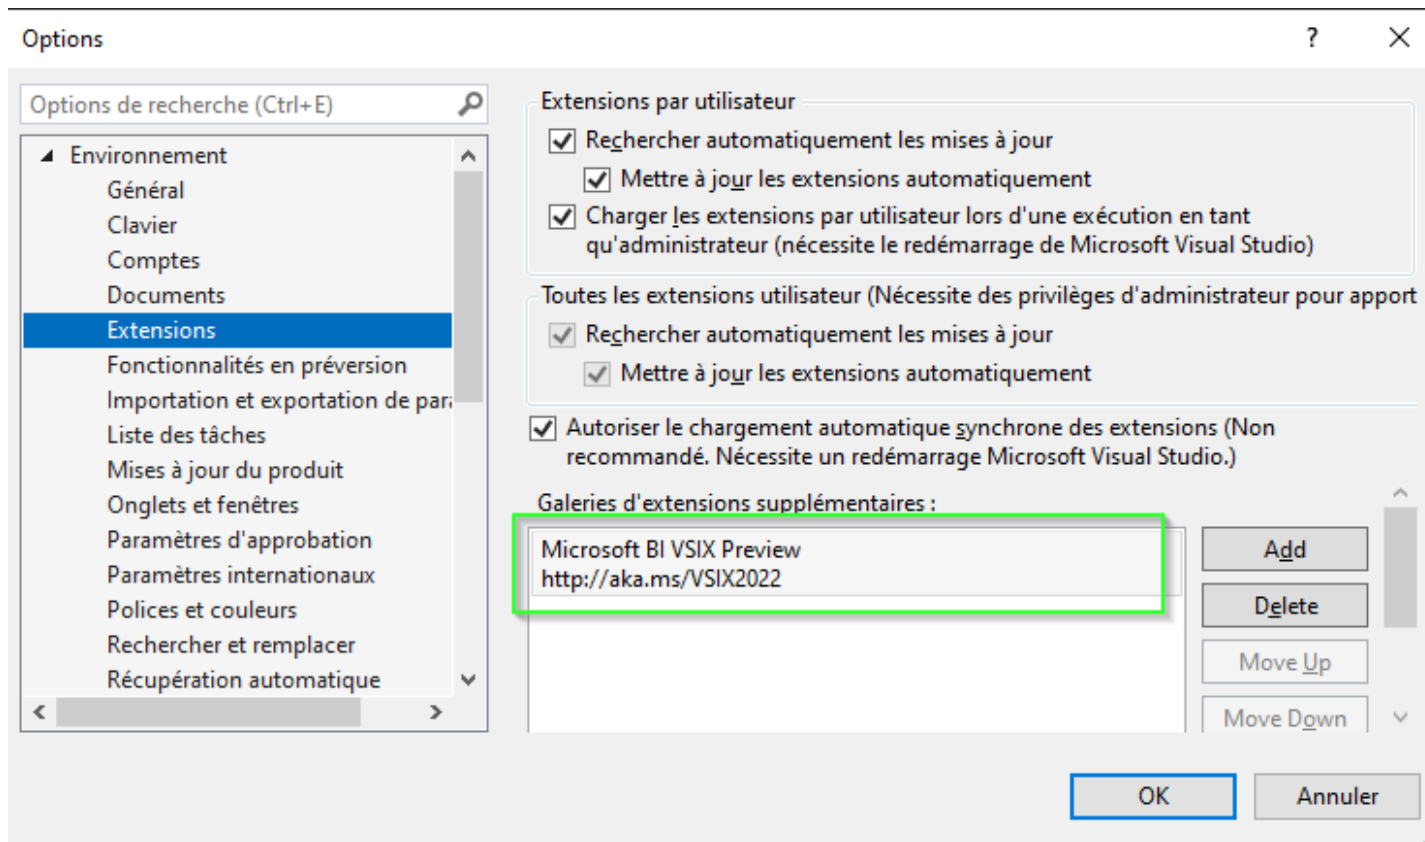 Options
?
Options de recherche (Ctrl+E)
Environnement
Général
Clavier
Comptes
Documents
Extensions
Fonctionnalités en préversion
Importation et exportation de para
Liste des tâches
Mises à jour du produit
Onglets et fenêtres
Paramètres d'approbation
Paramètres internationaux
Polices et couleurs
Rechercher et remplacer
Récupération automatique
Extensions par utilisateur
Rechercher automatiquement les mises à jour
Mettre à jour les extensions automatiquement
Charger les extensions par utilisateur lors d'une exécution en tant
qu'administrateur (nécessite le redémarrage de Microsoft Visual Studio)
Toutes les extensions utilisateur (Nécessite des privilèges d'administrateur pour apport
Rechercher automatiquement les mises à jour
Mettre à jour les extensions automatiquement
Autoriser le chargement automatique synchrone des extensions (Non
recommandé. Nécessite un redémarrage Microsoft Visual Studio.)
Galeries d'extensions supplémentaires :
Microsoft BI VSIX Preview
http://aka.ms/VSIX2022
Add
Delete
Move Up
Move Down
OK
Annuler